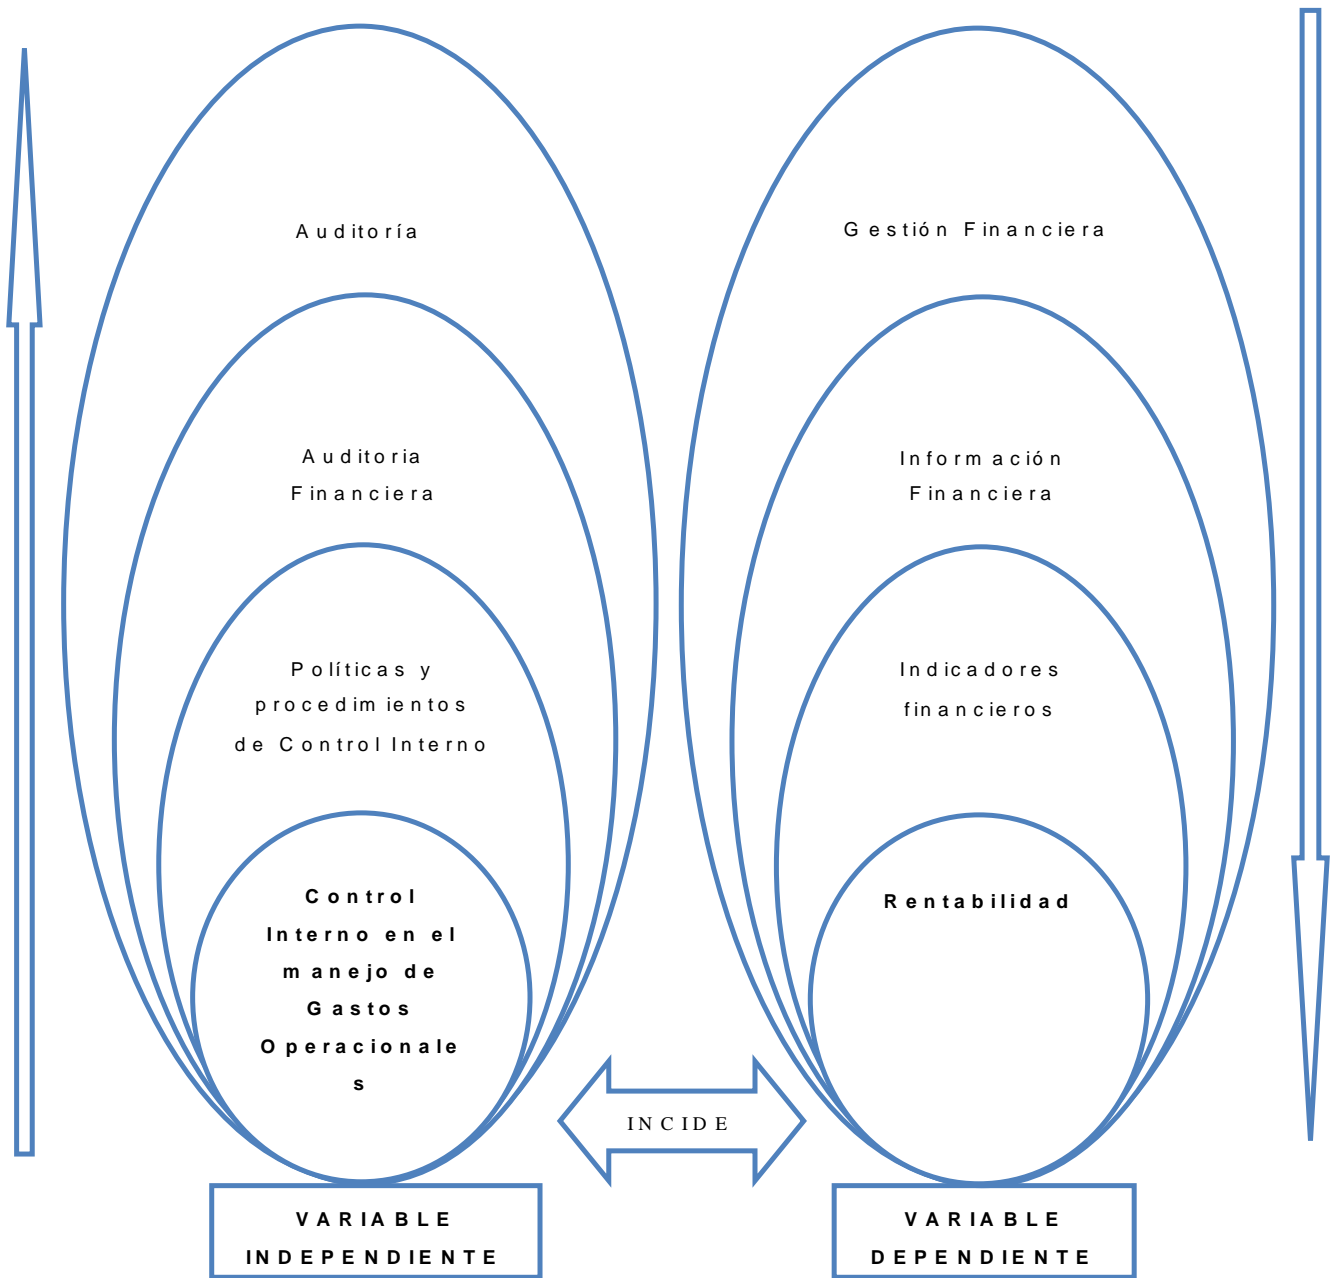 Auditoría
Auditoria
Financiera
Políticas y
procedimientos
de Control Interno
Control
Interno en el
manejo de
Gastos
Operacionale
s
VARIABLE
INDEPENDIENTE
INCIDE
Gestión Financiera
Información
Financiera
Indicadores
financieros
Rentabilidad
VARIABLE
DEPENDIENTE